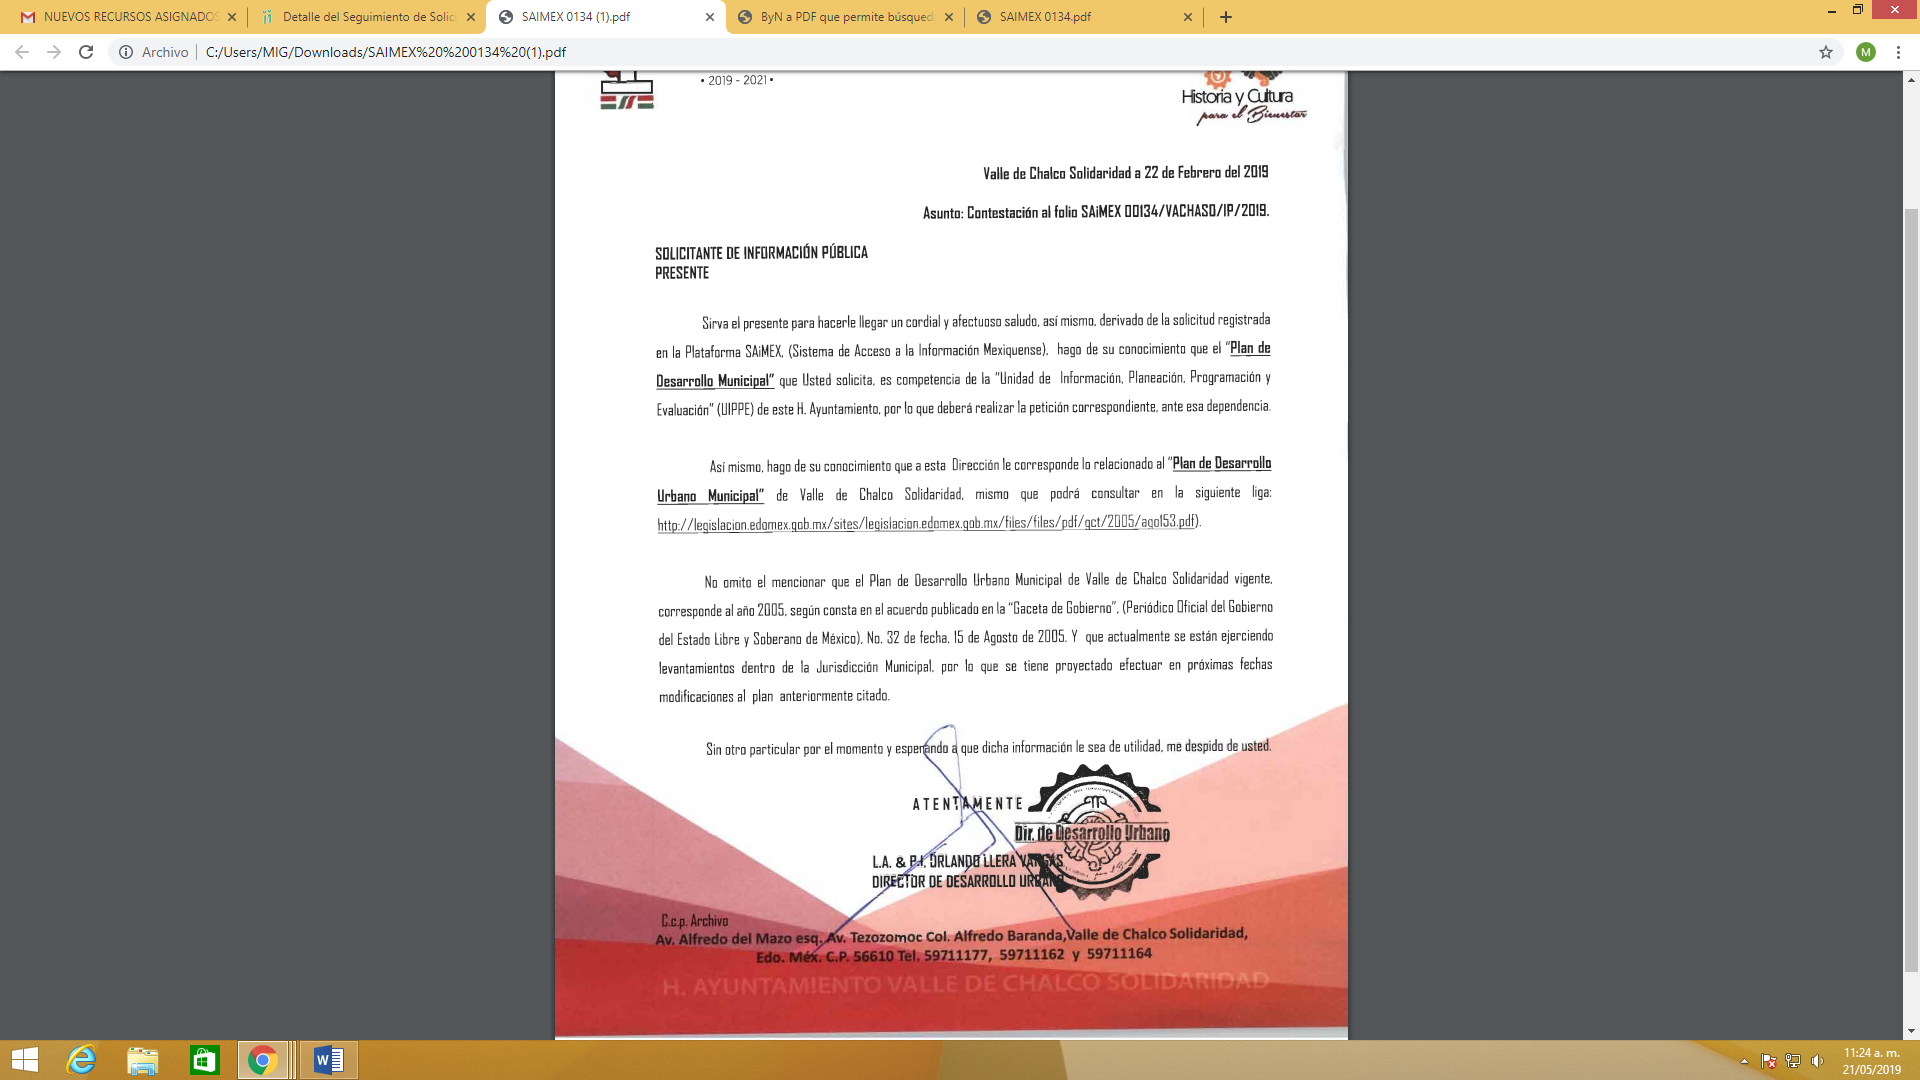 NUEVOS RECURSOS ASIGNADOS
Detalle del Seguimiento de Solici
SAIMEX 0134 (1).pdf
ByN a PDF que permite búsqued
SAIMEX 0134.pdf
Archivo
C:/Users/MIG/Downloads/SAIMEX%20%200134%20(1).pdf
M
• 2019 - 2021 •
Historia y Cultura
para el Bienestar
Valle de Chalco Solidaridad a 22 de Febrero del 2019
Asunto: Contestación al folio SAiMEX 00134/VACHASO/IP/2019.
SOLICITANTE DE INFORMACIÓN PÚBLICA
PRESENTE
Sirva el presente para hacerle llegar un cordial y afectuoso saludo, así mismo, derivado de la solicitud registrada
en la Plataforma SAiMEX, (Sistema de Acceso a la Información Mexiquense), hago de su conocimiento que el "Plan de
Desarrollo Municipal" que Usted solicita, es competencia de la "Unidad de Información, Planeación, Programación y
Evaluación" (UIPPE) de este H. Ayuntamiento, por lo que deberá realizar la petición correspondiente, ante esa dependencia.
Así mismo, hago de su conocimiento que a esta Dirección le corresponde lo relacionado al "Plan de Desarrollo
Urbano Municipal" de Valle de Chalco Solidaridad, mismo que podrá consultar en la siguiente liga:
http://legislacion.edomex.gob.mx/sites/legislacion.edomex.gob.mx/files/files/pdf/gct/2005/ago153.pdf).
No omito el mencionar que el Plan de Desarrollo Urbano Municipal de Valle de Chalco Solidaridad vigente,
corresponde al año 2005, según consta en el acuerdo publicado en la "Gaceta de Gobierno", (Periódico Oficial del Gobierno
del Estado Libre y Soberano de México), No. 32 de fecha, 15 de Agosto de 2005. Y que actualmente se están ejerciendo
levantamientos dentro de la Jurisdicción Municipal, por lo que se tiene proyectado efectuar en próximas fechas
modificaciones al plan anteriormente citado.
Sin otro particular por el momento y esperando a que dicha información le sea de utilidad, me despido de usted.
ATENTAMENTE
Dir. de Desarrollo Urbano
L.A. & P.I. ORLANDO LLERA VARGAS
DIRECTOR DE DESARROLLO URBANO
C.c.p. Archivo
Av. Alfredo del Mazo esq. Av. Tezozomoc Col. Alfredo Baranda,Valle de Chalco Solidaridad,
Edo. Méx. C.P. 56610 Tel. 59711177, 59711162 y 59711164
H. AYUNTAMIENTO VALLE DE CHALCO SOLIDARIDAD
11:24 a. m.
21/05/2019